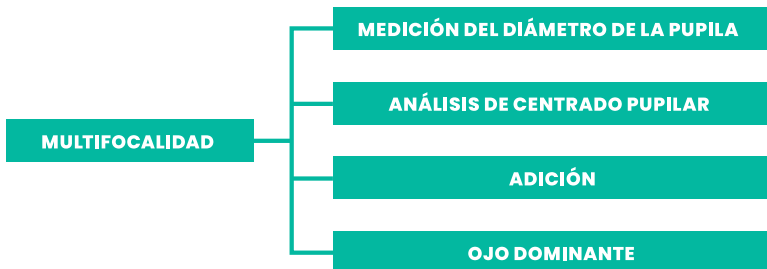 MULTIFOCALIDAD
MEDICIÓN DEL DIÁMETRO DE LA PUPILA
ANÁLISIS DE CENTRADO PUPILAR
ADICIÓN
OJO DOMINANTE